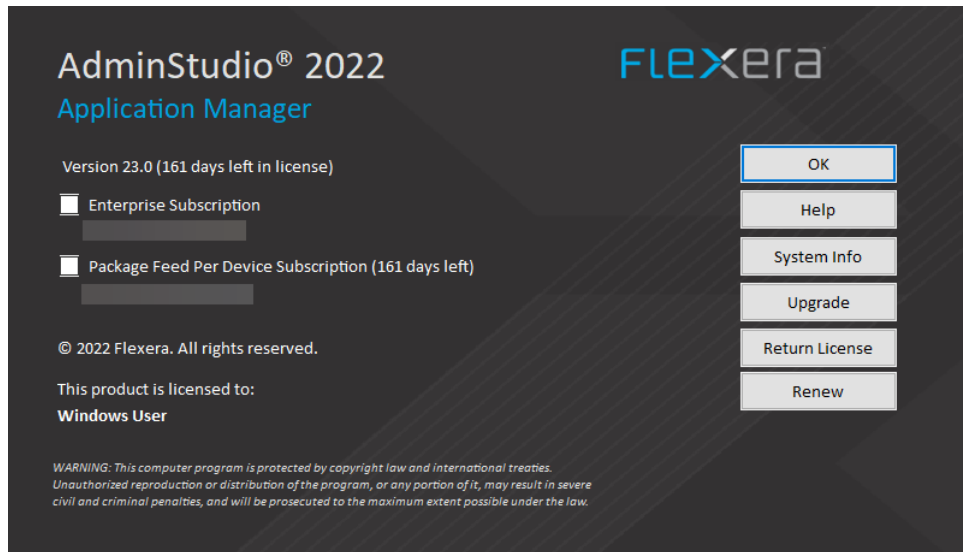 AdminStudio® 2022
Application Manager
FLEXera
Version 23.0 (161 days left in license)
Enterprise Subscription
Package Feed Per Device Subscription (161 days left)
© 2022 Flexera. All rights reserved.
This product is licensed to:
Windows User
WARNING: This computer program is protected by copyright law and international treaties.
Unauthorized reproduction or distribution of the program, or any portion of it, may result in severe
civil and criminal penalties, and will be prosecuted to the maximum extent possible under the law.
OK
Help
System Info
Upgrade
Return License
Renew